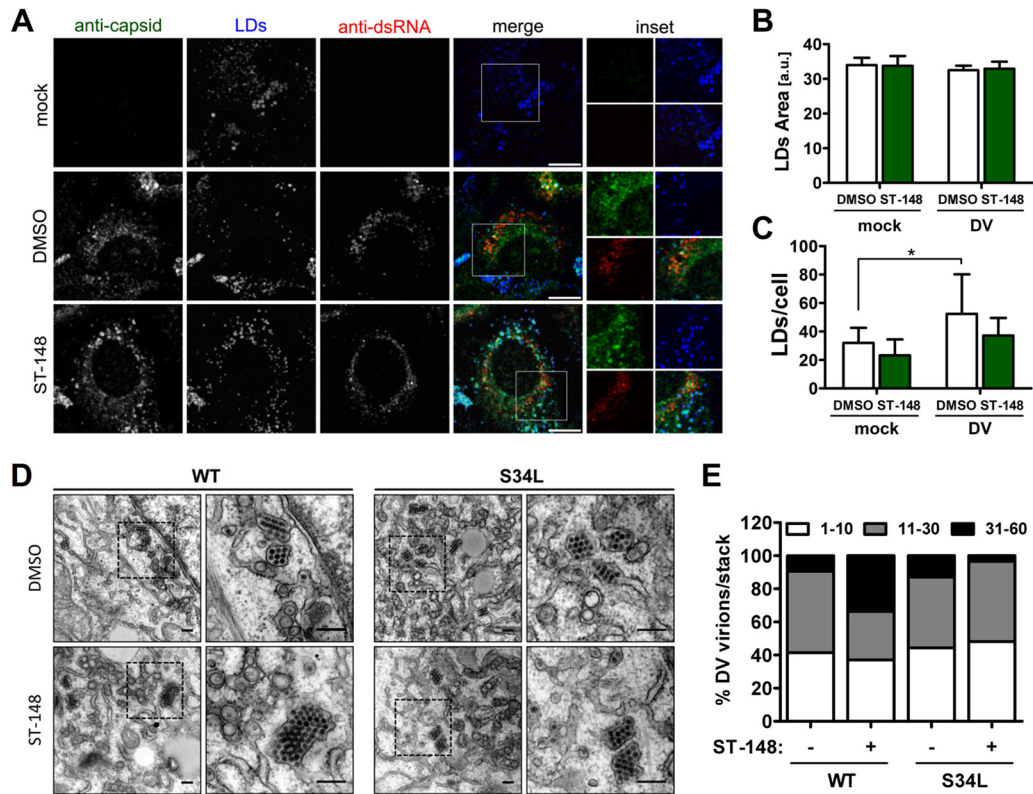 A
anti-capsid LDs anti-dsRNA merge inset
mock
DMSO
ST-148
B
LDs Area [a.u.]
40
30
20
10
0
DMSO ST-148 DMSO ST-148
mock DV
C
LDs/cell
100
80
60
40
20
0
*
DMSO ST-148 DMSO ST-148
mock DV
D
WT S34L
DMSO
ST-148
E
1-10 11-30 31-60
% DV virions/stack
120
100
80
60
40
20
0
ST-148: - + - +
WT S34L